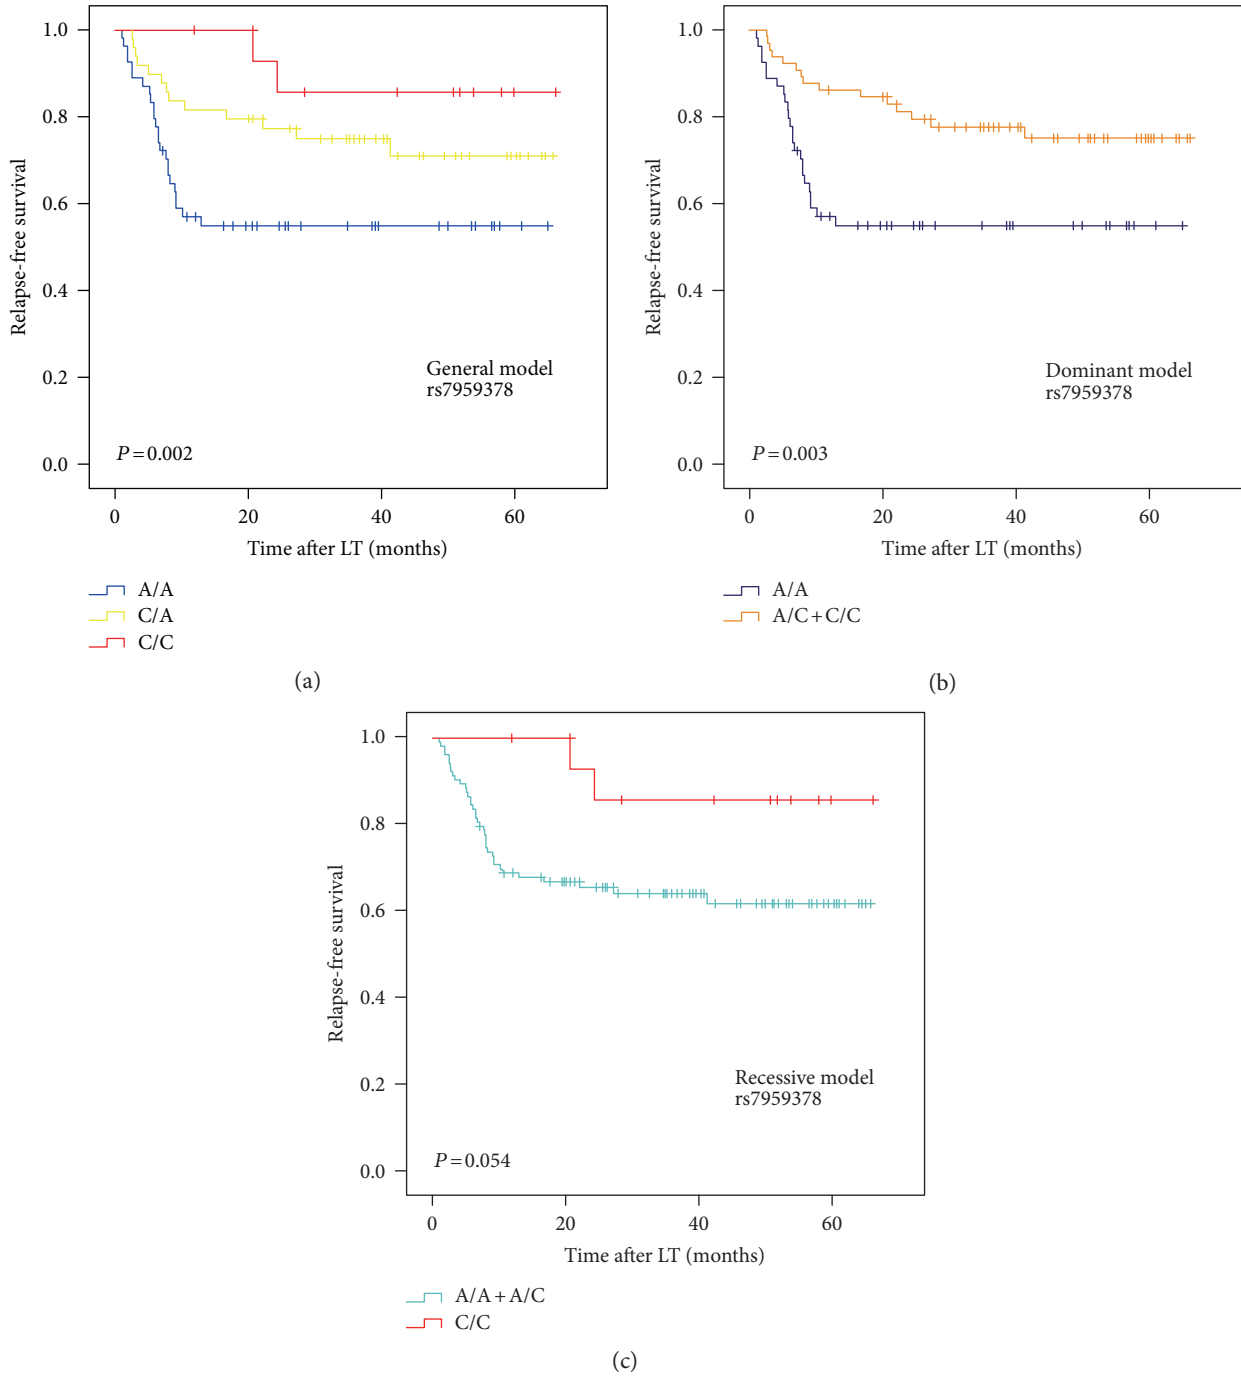 1.0
0.8
0.6
0.4
0.2
0.0
Relapse-free survival
General model
rs7959378
P = 0.002
0 20 40 60
Time after LT (months)
A/A
C/A
C/C
(a)
1.0
0.8
0.6
0.4
0.2
0.0
Relapse-free survival
Dominant model
rs7959378
P = 0.003
0 20 40 60
Time after LT (months)
A/A
A/C + C/C
(b)
1.0
0.8
0.6
0.4
0.2
0.0
Relapse-free survival
Recessive model
rs7959378
P = 0.054
0 20 40 60
Time after LT (months)
A/A + A/C
C/C
(c)